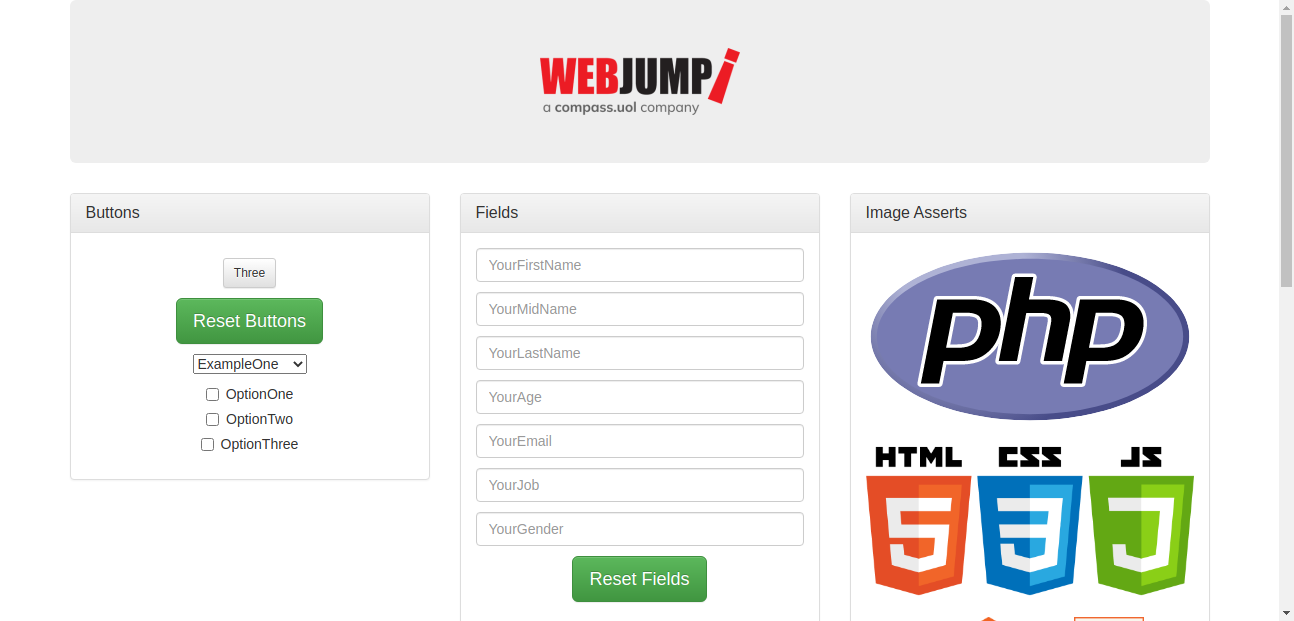 WEBJUMP!
a compass.uol company
Buttons
Three
Reset Buttons
ExampleOne
OptionOne
OptionTwo
OptionThree
Fields
YourFirstName
YourMidName
YourLastName
YourAge
YourEmail
YourJob
YourGender
Reset Fields
Image Asserts
php
HTML CSS JS
5 3 J